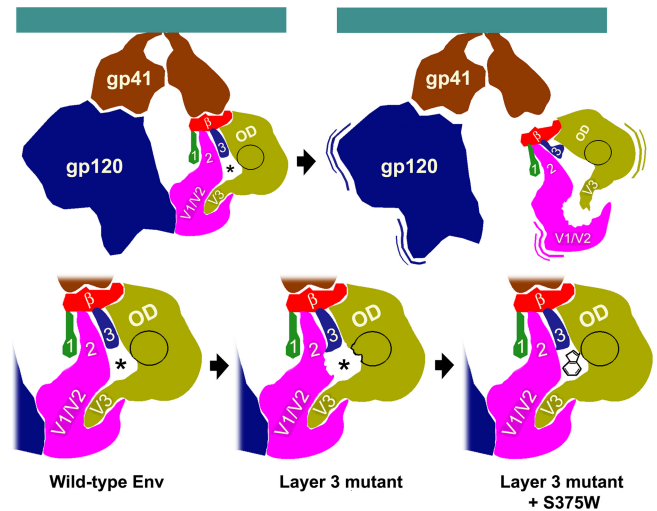 gp41
β
OD
gp120
1
2
3
*
V3
V1/V2
gp41
β
OD
gp120
1
2
3
V3
V1/V2
β
OD
1
2
3
*
V3
V1/V2
β
OD
1
2
3
*
V3
V1/V2
β
OD
1
2
3
V3
V1/V2
Wild-type Env
Layer 3 mutant
Layer 3 mutant
+ S375W